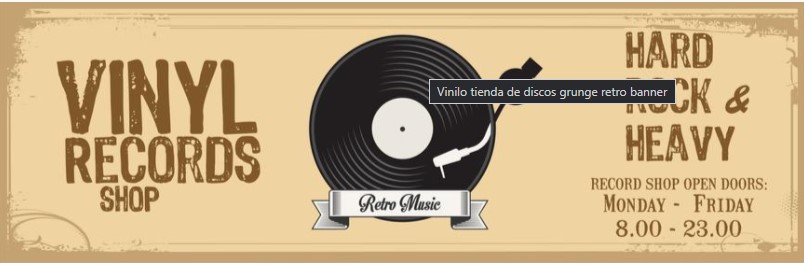 VINYL
RECORDS
SHOP
Retro Music
Vinilo tienda de discos grunge retro banner
HARD
ROCK &
HEAVY
RECORD SHOP OPEN DOORS:
MONDAY - FRIDAY
8.00 - 23.00